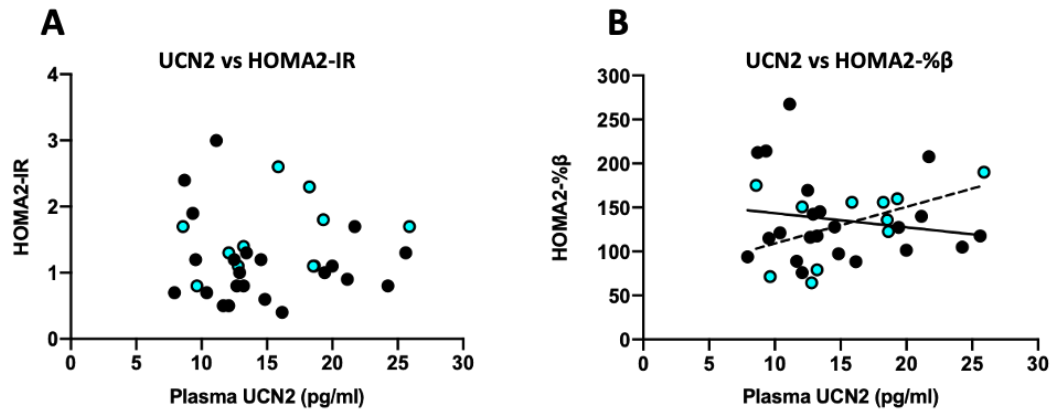 A
UCN2 vs HOMA2-IR
HOMA2-IR
4
3
2
1
0
0 5 10 15 20 25 30
Plasma UCN2 (pg/ml)
B
UCN2 vs HOMA2-%β
HOMA2-%β
300
250
200
150
100
50
0
0 5 10 15 20 25 30
Plasma UCN2 (pg/ml)